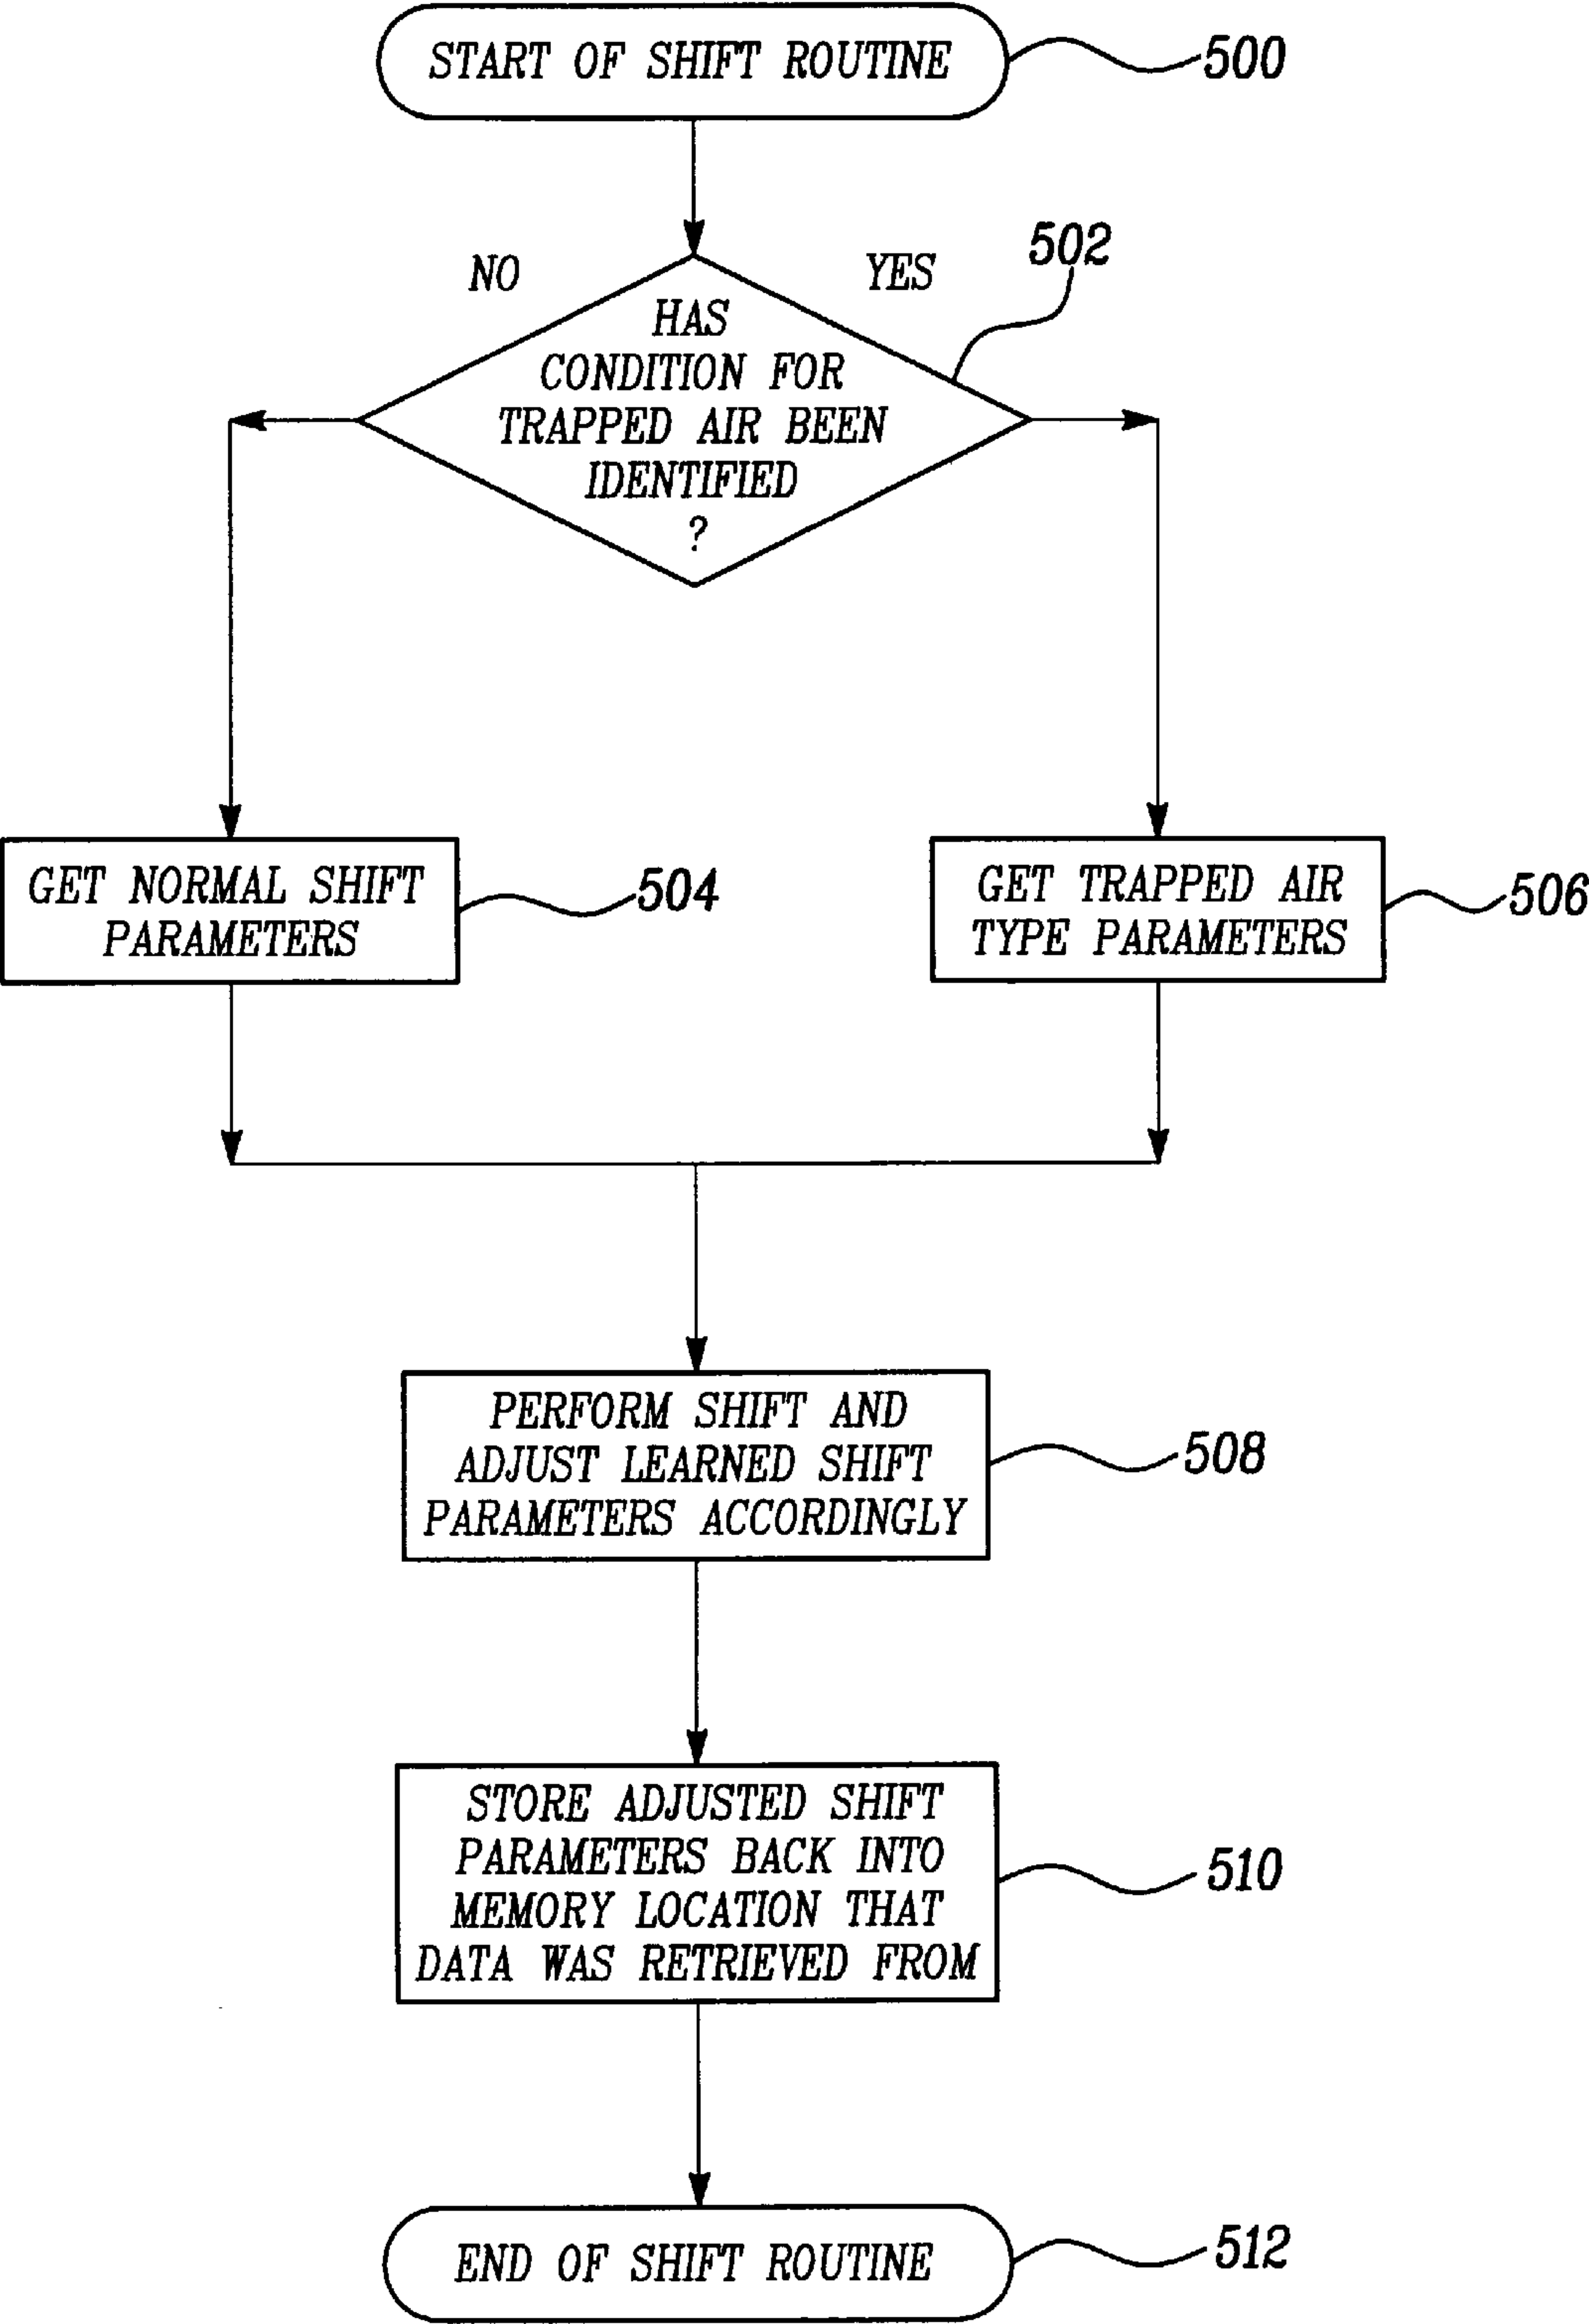 START OF SHIFT ROUTINE
500
NO
YES
502
HAS
CONDITION FOR
TRAPPED AIR BEEN
IDENTIFIED
?
GET NORMAL SHIFT
PARAMETERS
504
GET TRAPPED AIR
TYPE PARAMETERS
506
PERFORM SHIFT AND
ADJUST LEARNED SHIFT
PARAMETERS ACCORDINGLY
508
STORE ADJUSTED SHIFT
PARAMETERS BACK INTO
MEMORY LOCATION THAT
DATA WAS RETRIEVED FROM
510
END OF SHIFT ROUTINE
512